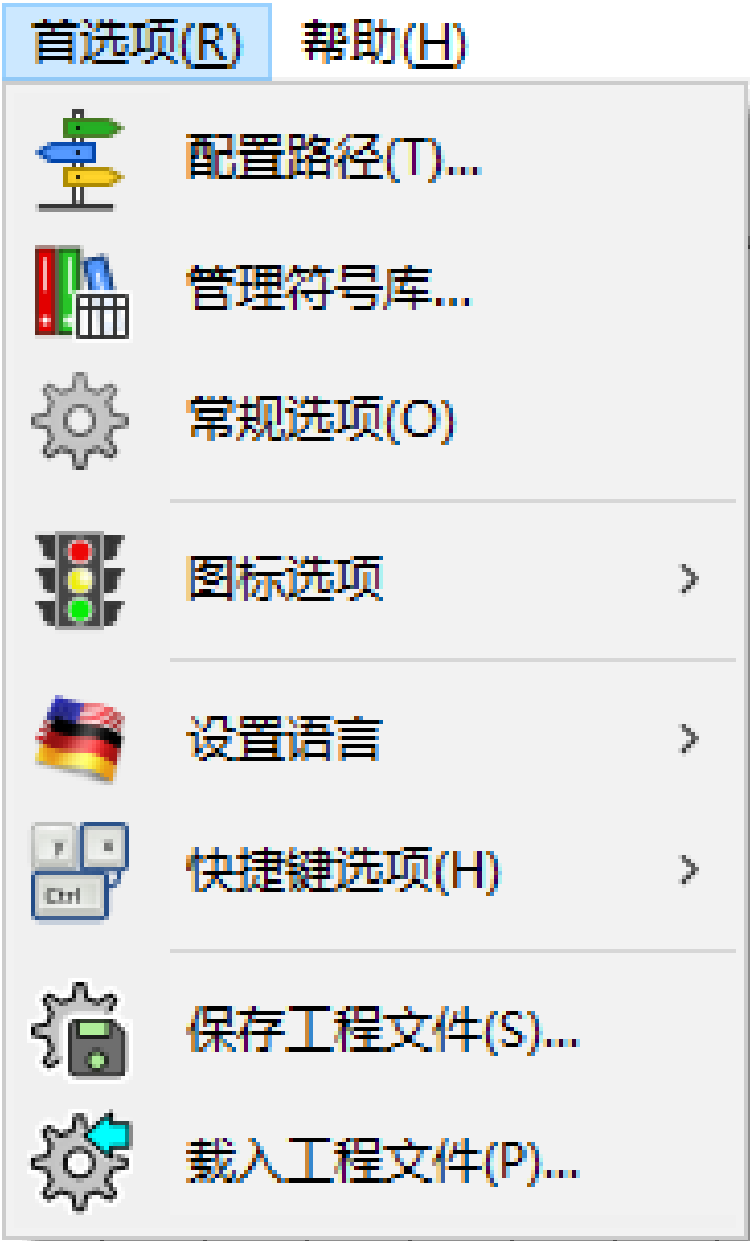 首选项(R) 帮助(H)
配置路径(T)...
管理符号库...
常规选项(O)
图标选项
设置语言
快捷键选项(H)
Ctrl
保存工程文件(S)...
载入工程文件(P)...